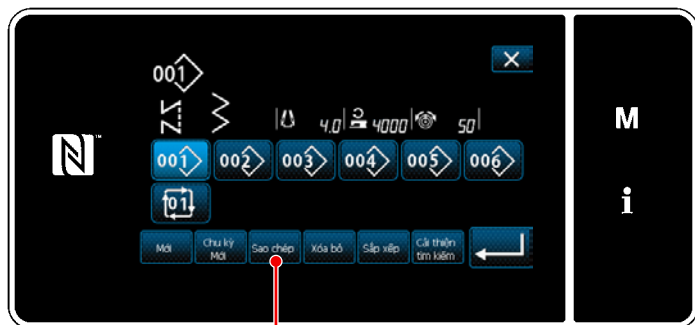 001
4.0 4000 50
001 002 003 004 005 006
01
Mới Chu kỳ Mới Sao chép Xóa bỏ Sắp xếp Cải thiện tìm kiếm
M
i